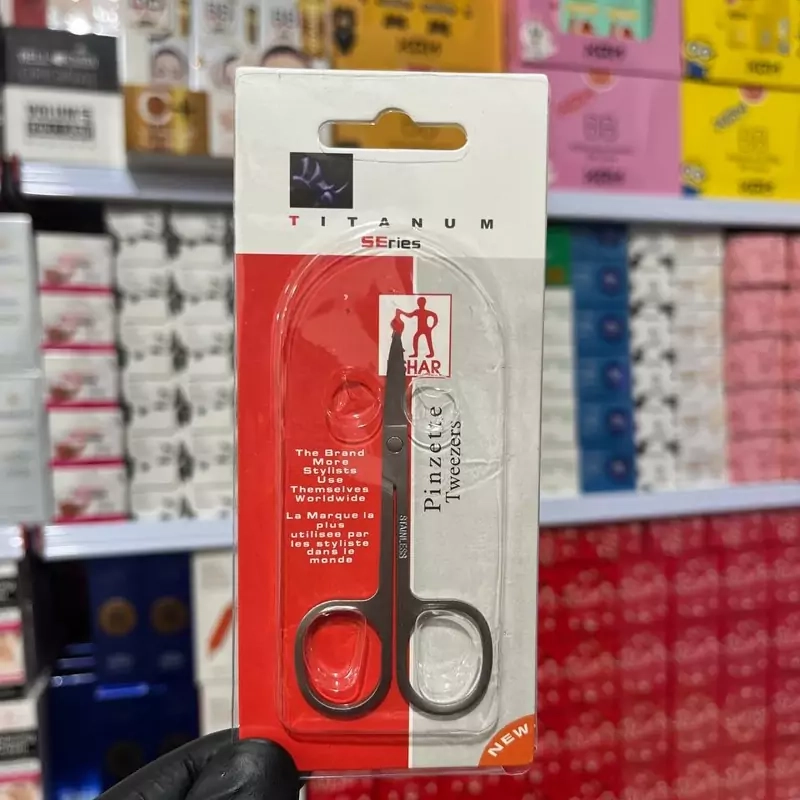 TITANUM
SEries
HAR
Pinzette
Tweezers
The Brand
More
Stylists
Use
Themselves
Worldwide
La Marque la
plus
utilisee par
les styliste
dans le
monde
STAINLESS
NEW